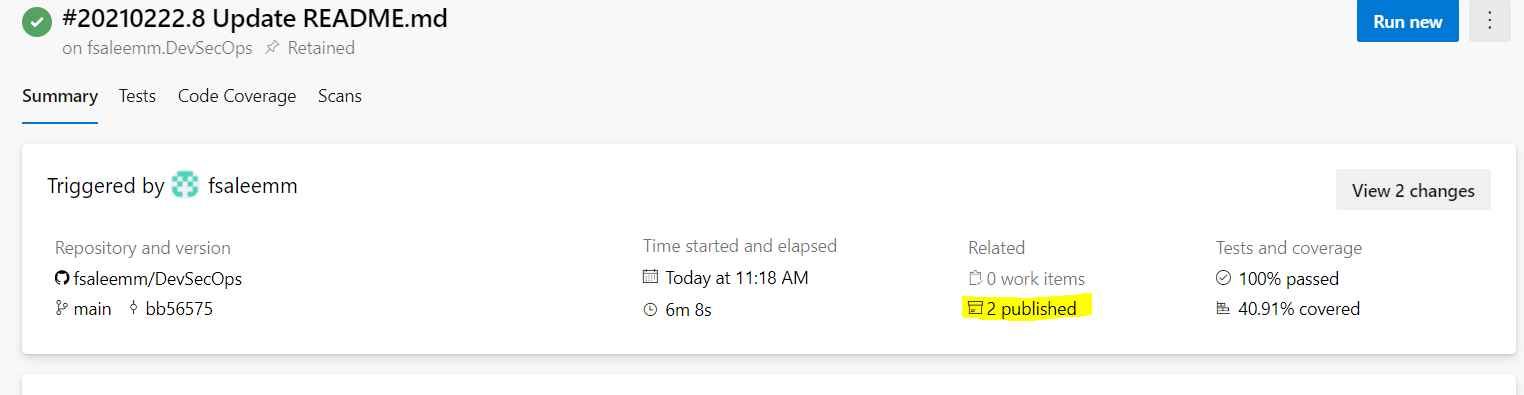 #20210222.8 Update README.md
on fsaleemm.DevSecOps Retained
Run new
Summary Tests Code Coverage Scans
Triggered by fsaleemm
View 2 changes
Repository and version
fsaleemm/DevSecOps
main bb56575
Time started and elapsed
Today at 11:18 AM
6m 8s
Related
0 work items
2 published
Tests and coverage
100% passed
40.91% covered